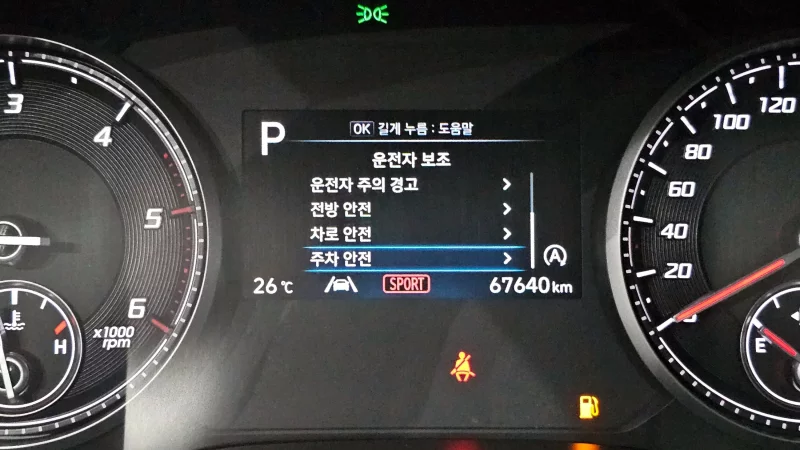 3
4
5
6
x1000
rpm
H
P
OK 길게 누름 : 도움말
운전자 보조
운전자 주의 경고
전방 안전
차로 안전
주차 안전
A
26℃
SPORT
67640 km
120
100
80
60
40
20
E